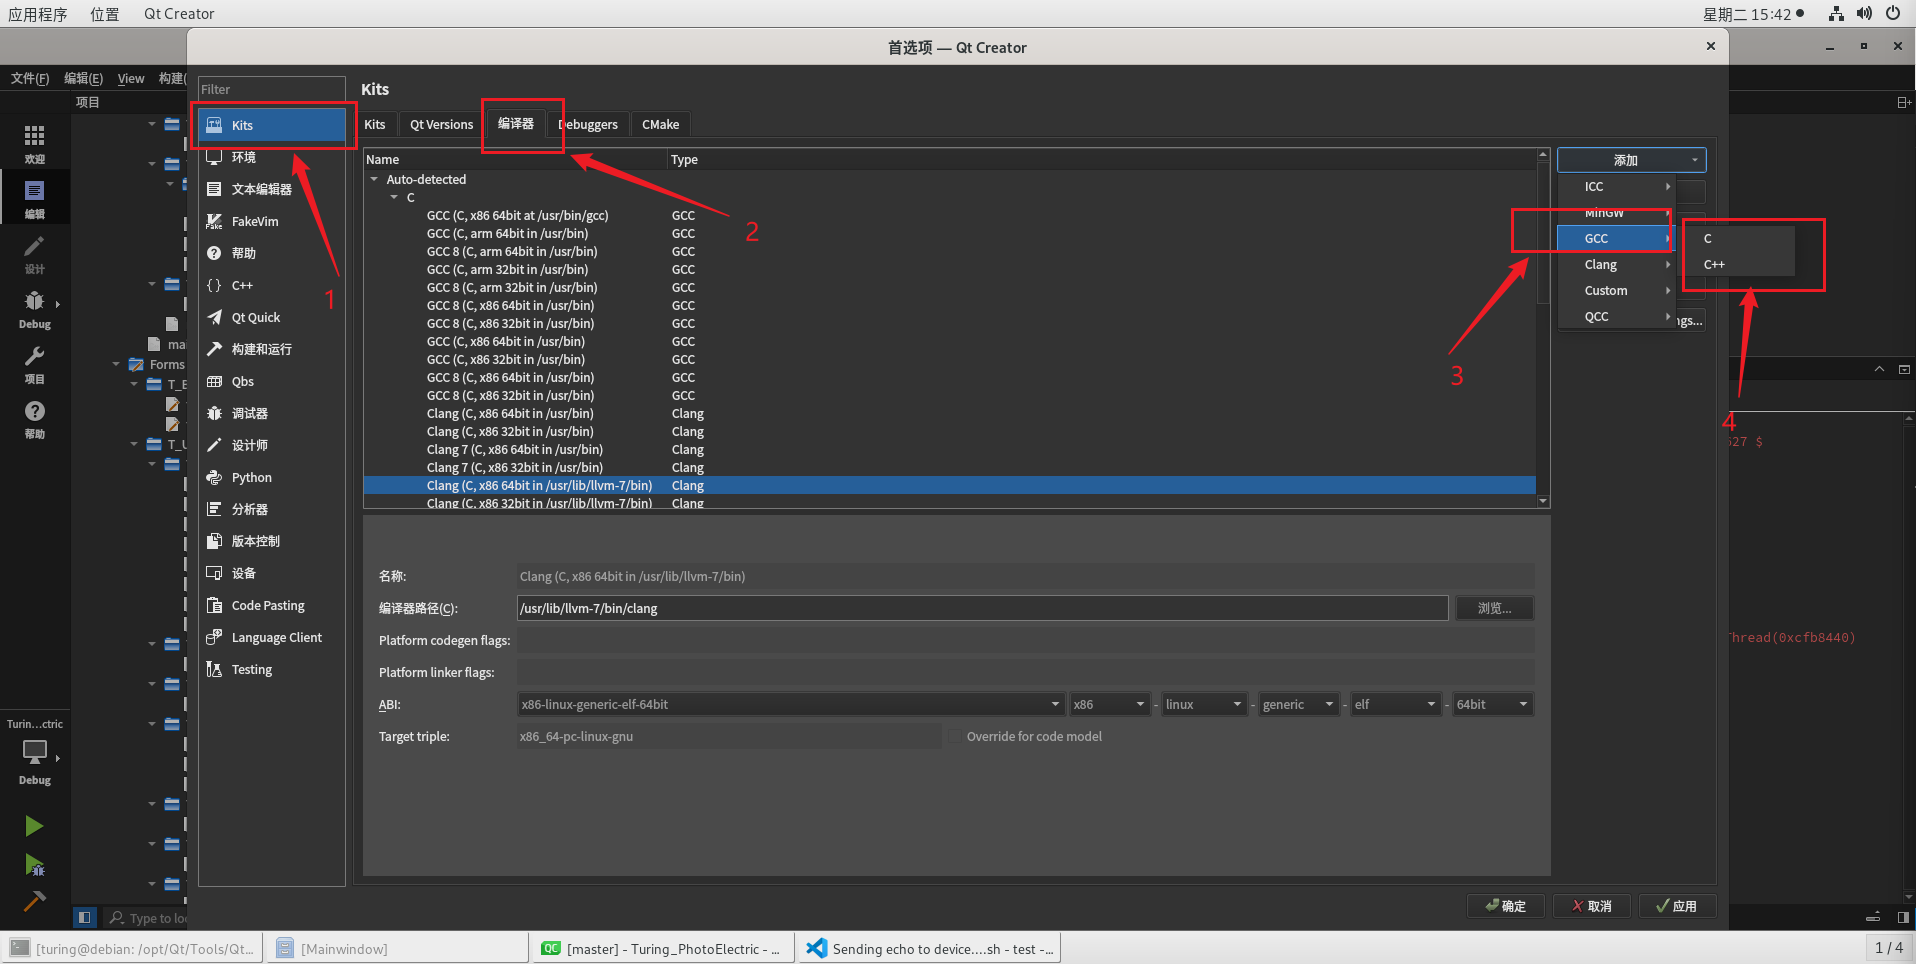 应用程序 位置 Qt Creator 星期二 15:42
首选项 — Qt Creator
文件(F) 编辑(E) View 构建(
项目
欢迎
编辑
设计
Debug
项目
帮助
ma
Forms
T_E
T_U
Turin...ctric
Debug
Type to loc
Filter
Kits
环境
文本编辑器
FakeVim
帮助
C++
Qt Quick
构建和运行
Qbs
调试器
设计师
Python
分析器
版本控制
设备
Code Pasting
Language Client
Testing
1
Kits
Kits Qt Versions 编译器 Debuggers CMake
2
Name Type
Auto-detected
C
GCC (C, x86 64bit at /usr/bin/gcc) GCC
GCC (C, arm 64bit in /usr/bin) GCC
GCC 8 (C, arm 64bit in /usr/bin) GCC
GCC (C, arm 32bit in /usr/bin) GCC
GCC 8 (C, arm 32bit in /usr/bin) GCC
GCC 8 (C, x86 64bit in /usr/bin) GCC
GCC 8 (C, x86 32bit in /usr/bin) GCC
GCC (C, x86 64bit in /usr/bin) GCC
GCC (C, x86 32bit in /usr/bin) GCC
GCC 8 (C, x86 64bit in /usr/bin) GCC
GCC 8 (C, x86 32bit in /usr/bin) GCC
Clang (C, x86 64bit in /usr/bin) Clang
Clang (C, x86 32bit in /usr/bin) Clang
Clang 7 (C, x86 64bit in /usr/bin) Clang
Clang 7 (C, x86 32bit in /usr/bin) Clang
Clang (C, x86 64bit in /usr/lib/llvm-7/bin) Clang
Clang (C, x86 32bit in /usr/lib/llvm-7/bin) Clang
添加
ICC
MinGW
GCC
Clang
Custom
QCC
ngs...
C
C++
3
4
527 $
Thread(0xcfb8440)
名称: Clang (C, x86 64bit in /usr/lib/llvm-7/bin)
编译器路径(C): /usr/lib/llvm-7/bin/clang 浏览...
Platform codegen flags:
Platform linker flags:
ABI: x86-linux-generic-elf-64bit x86 - linux - generic - elf - 64bit
Target triple: x86_64-pc-linux-gnu Override for code model
确定 取消 应用
[turing@debian: /opt/Qt/Tools/Qt... [Mainwindow] QC [master] - Turing_PhotoElectric - ... Sending echo to device....sh - test -... 1 / 4